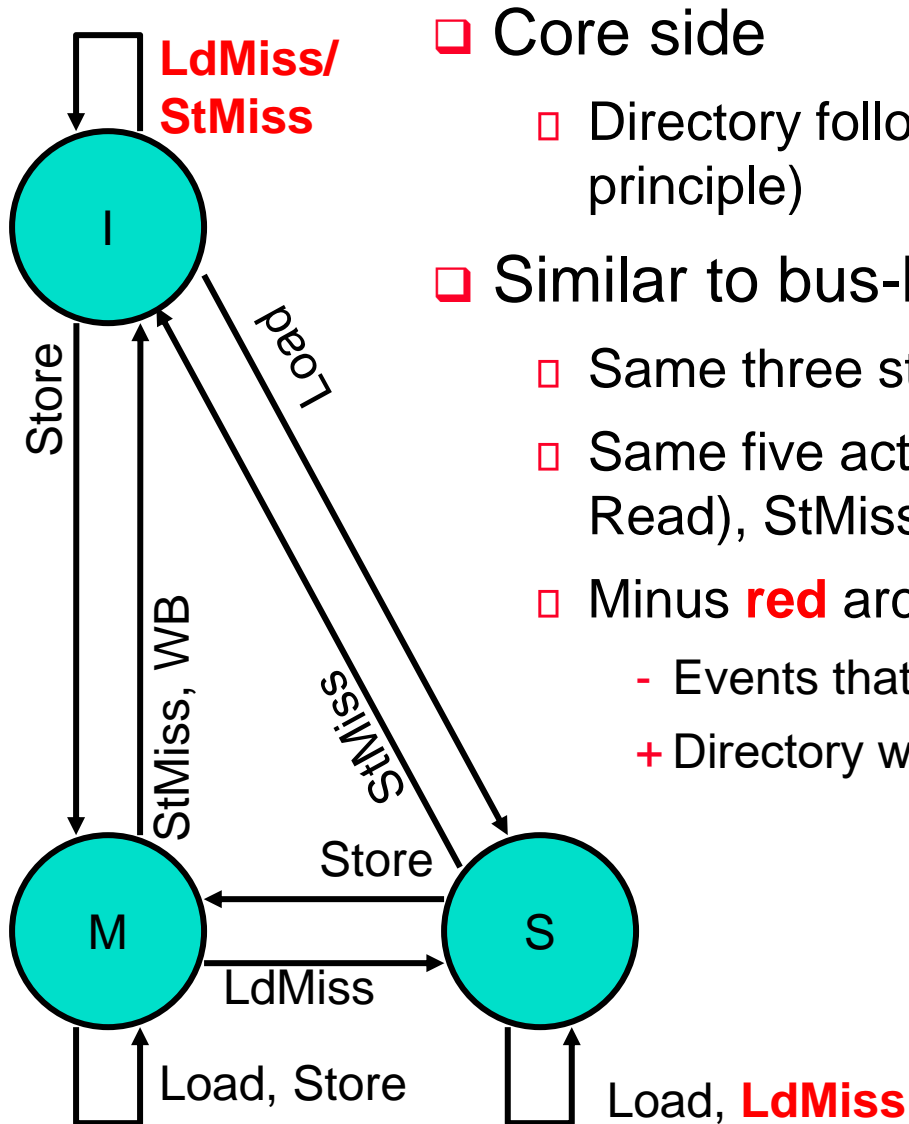 LdMiss/
StMiss
I
Load
Store
StMiss, WB
StMiss
Store
M
S
LdMiss
Load, Store
Load, LdMiss
Core side
Directory follo
principle)
Similar to bus-
Same three st
Same five act
Read), StMiss
Minus red arc
- Events that
+ Directory w